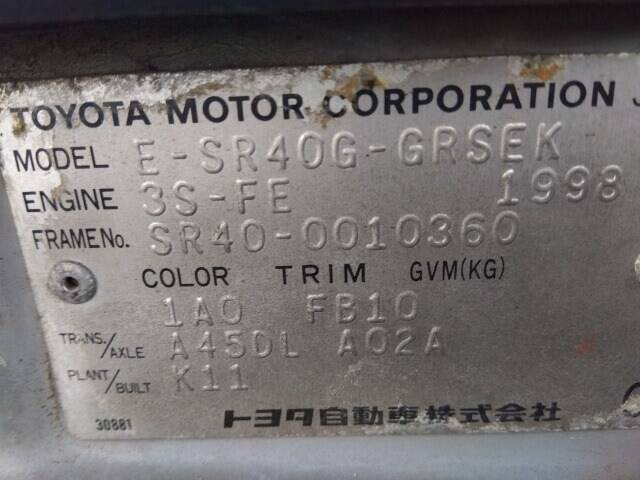 TOYOTA MOTOR CORPORATION J
MODEL E-SR40G-GRSEK
ENGINE 3S-FE 1998
FRAME No. SR40-0010360
COLOR TRIM GVM(KG)
1A0 FB10
TRANS./AXLE A45DL A02A
PLANT/BUILT K11
30881 トヨタ自動車株式会社